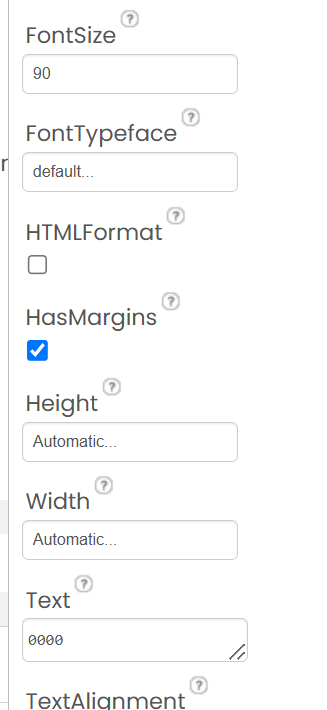 FontSize ?
90
FontTypeface ?
default...
HTMLFormat ?
HasMargins ?
Height ?
Automatic...
Width ?
Automatic...
Text ?
0000
TextAlignment ?